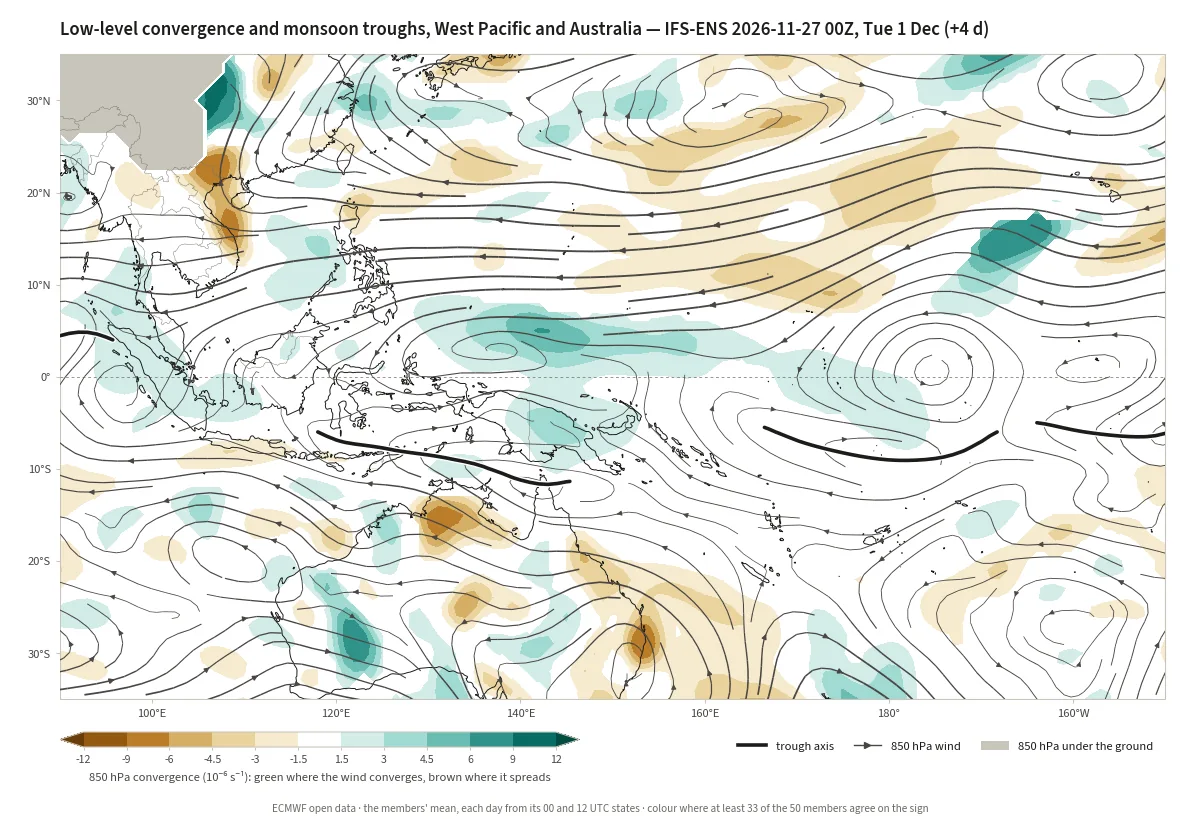 Low-level convergence and monsoon troughs, West Pacific and Australia — IFS-ENS 2026-11-27 00Z, Tue 1 Dec (+4 d)
30°N
20°N
10°N
0°
10°S
20°S
30°S
100°E 120°E 140°E 160°E 180° 160°W
-12 -9 -6 -4.5 -3 -1.5 1.5 3 4.5 6 9 12
850 hPa convergence (10⁻⁶ s⁻¹): green where the wind converges, brown where it spreads
trough axis 850 hPa wind 850 hPa under the ground
ECMWF open data · the members' mean, each day from its 00 and 12 UTC states · colour where at least 33 of the 50 members agree on the sign